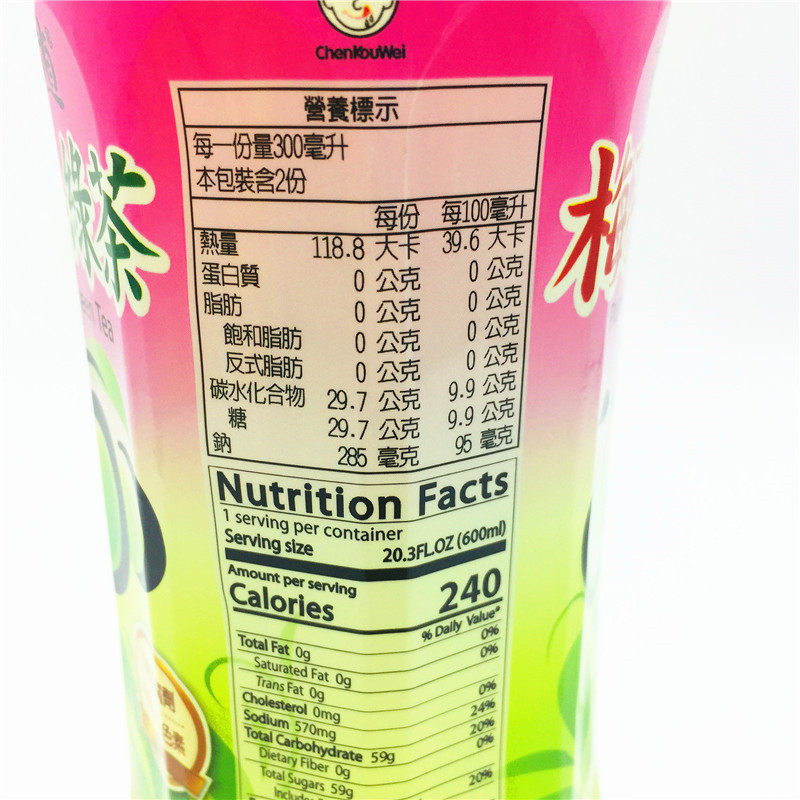 ChenKouWei
綠茶
Tea
梅
營養標示
每一份量300毫升
本包裝含2份
每份 每100毫升
熱量 118.8 大卡 39.6 大卡
蛋白質 0 公克 0 公克
脂肪 0 公克 0 公克
飽和脂肪 0 公克 0 公克
反式脂肪 0 公克 0 公克
碳水化合物 29.7 公克 9.9 公克
糖 29.7 公克 9.9 公克
鈉 285 毫克 95 毫克
Nutrition Facts
1 serving per container
Serving size 20.3FL.OZ (600ml)
Amount per serving
Calories 240
% Daily Value*
Total Fat 0g 0%
Saturated Fat 0g 0%
Trans Fat 0g
Cholesterol 0mg 0%
Sodium 570mg 24%
Total Carbohydrate 59g 20%
Dietary Fiber 0g 0%
Total Sugars 59g
20%
色素